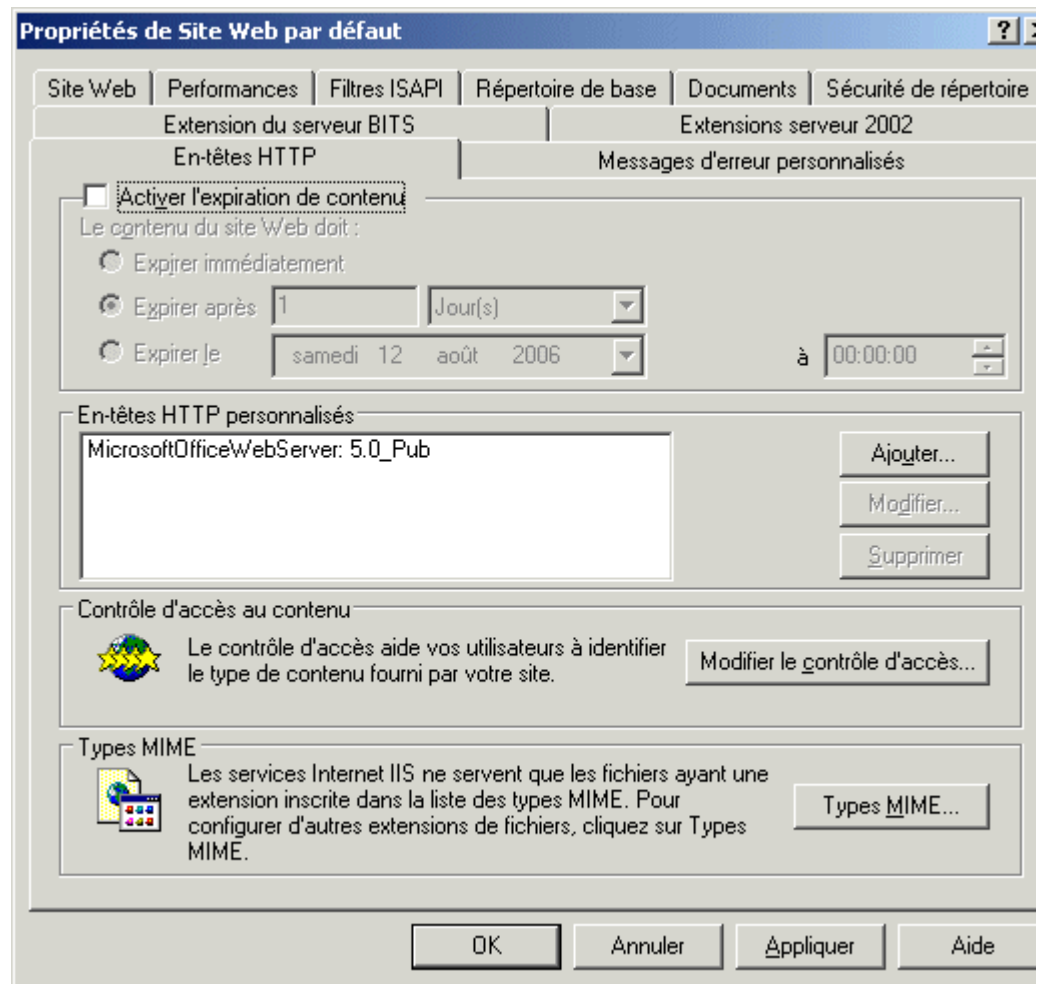 Propriétés de Site Web par défaut
?
Site Web
Performances
Filtres ISAPI
Répertoire de base
Documents
Sécurité de répertoire
Extension du serveur BITS
Extensions serveur 2002
En-têtes HTTP
Messages d'erreur personnalisés
Activer l'expiration de contenu
Le contenu du site Web doit :
Expirer immédiatement
Expirer après
1
Jour(s)
Expirer le
samedi 12 août 2006
à
00:00:00
En-têtes HTTP personnalisés
MicrosoftOfficeWebServer: 5.0_Pub
Ajouter...
Modifier...
Supprimer
Contrôle d'accès au contenu
Le contrôle d'accès aide vos utilisateurs à identifier
le type de contenu fourni par votre site.
Modifier le contrôle d'accès...
Types MIME
Les services Internet IIS ne servent que les fichiers ayant une
extension inscrite dans la liste des types MIME. Pour
configurer d'autres extensions de fichiers, cliquez sur Types
MIME.
Types MIME...
OK
Annuler
Appliquer
Aide